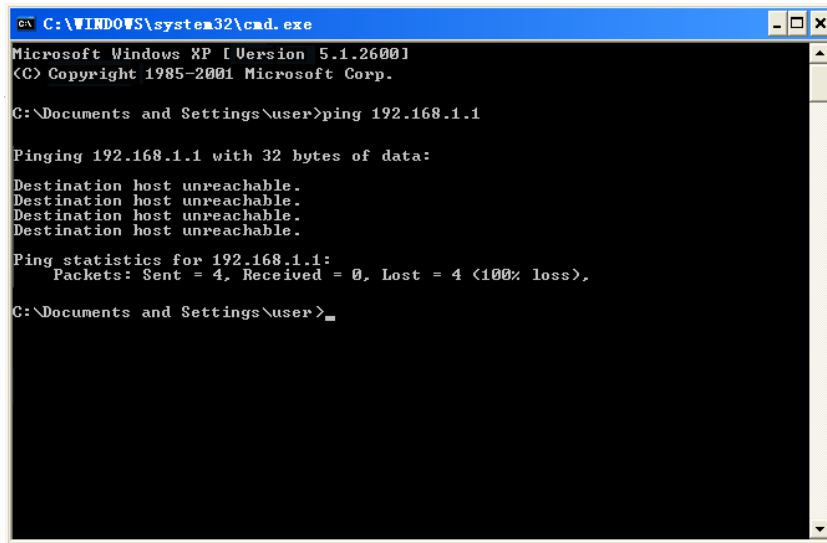 C:\WINDOWS\system32\cmd.exe
Microsoft Windows XP [Version 5.1.2600]
(C) Copyright 1985-2001 Microsoft Corp.
C:\Documents and Settings\user>ping 192.168.1.1
Pinging 192.168.1.1 with 32 bytes of data:
Destination host unreachable.
Destination host unreachable.
Destination host unreachable.
Destination host unreachable.
Ping statistics for 192.168.1.1:
Packets: Sent = 4, Received = 0, Lost = 4 (100% loss),
C:\Documents and Settings\user>_